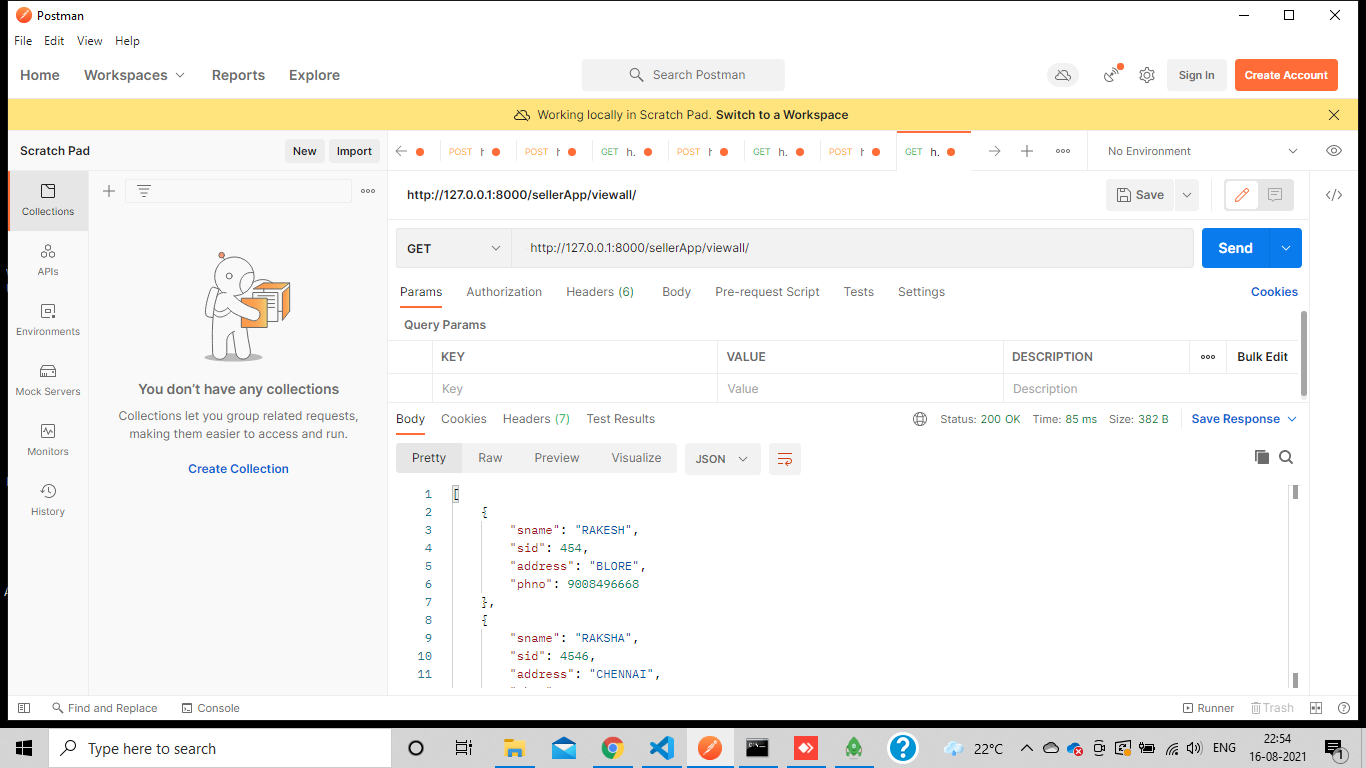 Postman
File Edit View Help
Home Workspaces Reports Explore Search Postman Sign In Create Account
Working locally in Scratch Pad. Switch to a Workspace
Scratch Pad New Import POST POST GET h. POST GET h. POST GET h. No Environment
Collections
APIs
Environments
Mock Servers
Monitors
History
You don't have any collections
Collections let you group related requests,
making them easier to access and run.
Create Collection
http://127.0.0.1:8000/sellerApp/viewall/ Save
GET http://127.0.0.1:8000/sellerApp/viewall/ Send
Params Authorization Headers (6) Body Pre-request Script Tests Settings Cookies
Query Params
KEY VALUE DESCRIPTION Bulk Edit
Key Value Description
Body Cookies Headers (7) Test Results Status: 200 OK Time: 85 ms Size: 382 B Save Response
Pretty Raw Preview Visualize JSON
1 [
2 {
3 "sname": "RAKESH",
4 "sid": 454,
5 "address": "BLORE",
6 "phno": 9008496668
7 },
8 {
9 "sname": "RAKSHA",
10 "sid": 4546,
11 "address": "CHENNAI",
Find and Replace Console Runner Trash
Type here to search 22°C ENG 22:54
16-08-2021
1